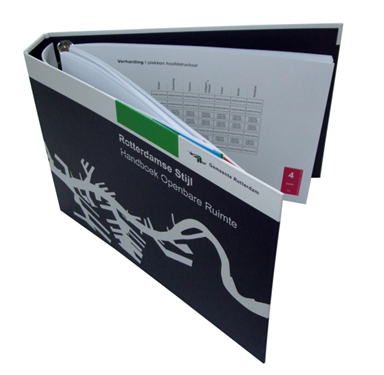 Verharding | plekken hoofdstructuur
4
Rotterdamse Stijl
Handboek Openbare Ruimte
Gemeente Rotterdam